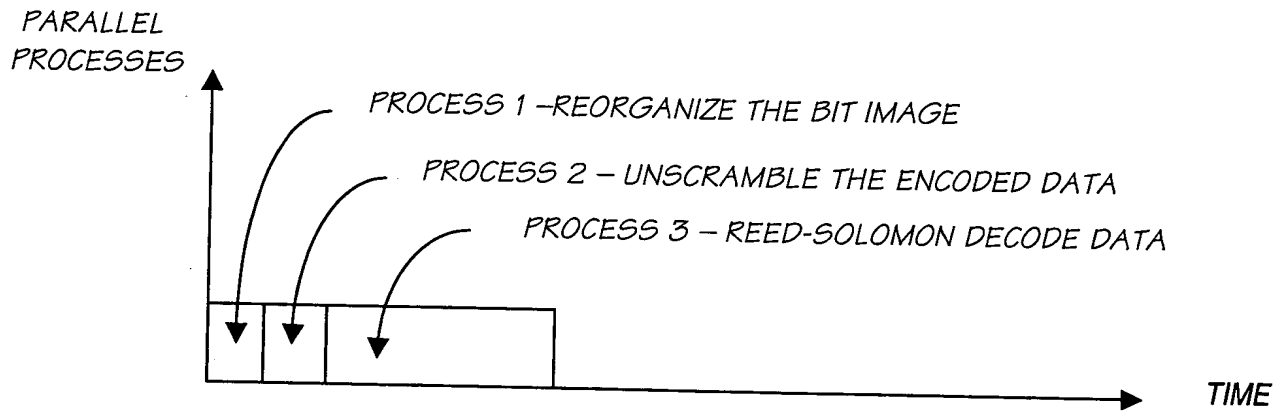 PARALLEL
PROCESSES
PROCESS 1 –REORGANIZE THE BIT IMAGE
PROCESS 2 – UNSCRAMBLE THE ENCODED DATA
PROCESS 3 – REED-SOLOMON DECODE DATA
TIME